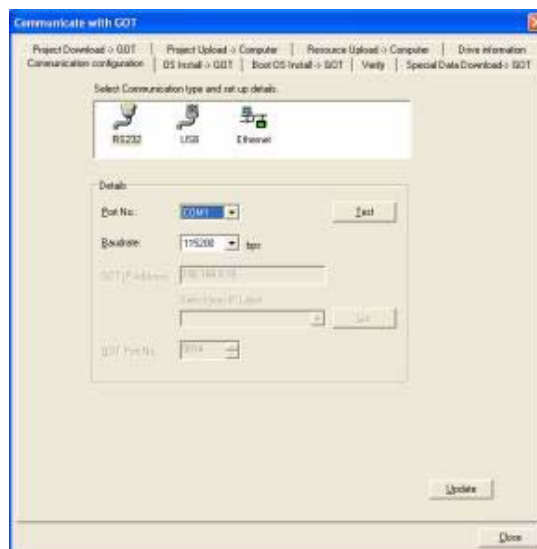 Communicate with GOT
Project Download -> GOT | Project Upload -> Computer | Resource Upload -> Computer | Drive information
Communication configuration | OS Install -> GOT | Boot OS Install -> GOT | Verify | Special Data Download -> GOT
Select Communication type and set up details.
RS232 USB Ethernet
Details
Port No.: COM1 Test
Baudrate: 115200 bps
GOT IP Address:
Select from IP Label
GOT Port No.:
Update
Close